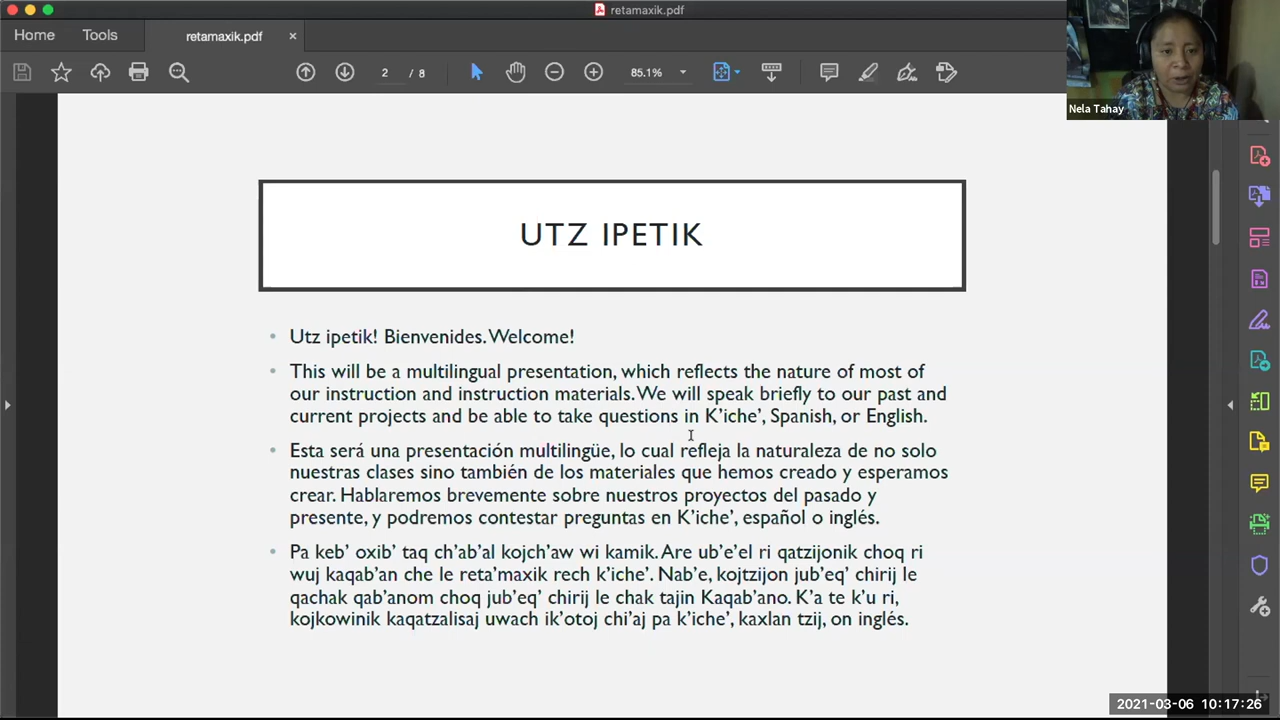 retamaxik.pdf
Home Tools retamaxik.pdf ×
2 / 8 85.1%
Nela Tahay
UTZ IPETIK
• Utz ipetik! Bienvenides. Welcome!
• This will be a multilingual presentation, which reflects the nature of most of
our instruction and instruction materials. We will speak briefly to our past and
current projects and be able to take questions in K'iche', Spanish, or English.
• Esta será una presentación multilingüe, lo cual refleja la naturaleza de no solo
nuestras clases sino también de los materiales que hemos creado y esperamos
crear. Hablaremos brevemente sobre nuestros proyectos del pasado y
presente, y podremos contestar preguntas en K'iche', español o inglés.
• Pa keb' oxib' taq ch'ab'al kojch'aw wi kamik. Are ub'e'el ri qatzijonik choq ri
wuj kaqab'an che le reta'maxik rech k'iche'. Nab'e, kojtzijon jub'eq' chirij le
qachak qab'anom choq jub'eq' chirij le chak tajin Kaqab'ano. K'a te k'u ri,
kojkowinik kaqatzalisaj uwach ik'otoj chi'aj pa k'iche', kaxlan tzij, on inglés.
2021-03-06 10:17:26